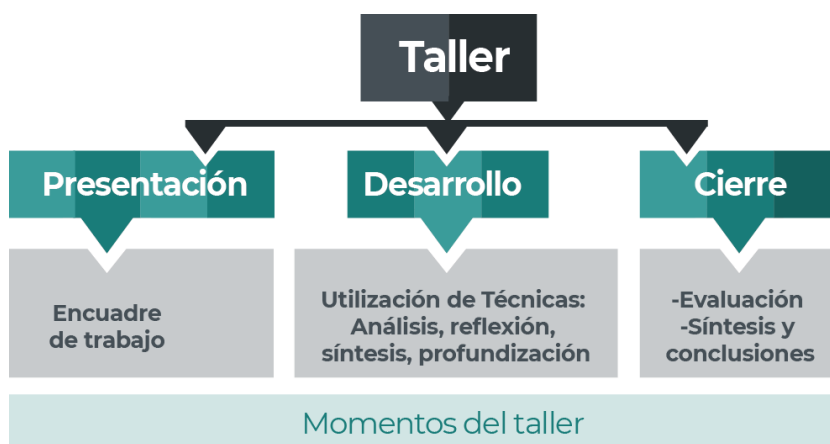 Taller
Presentación
Desarrollo
Cierre
Encuadre
de trabajo
Utilización de Técnicas:
Análisis, reflexión,
síntesis, profundización
-Evaluación
-Síntesis y
conclusiones
Momentos del taller